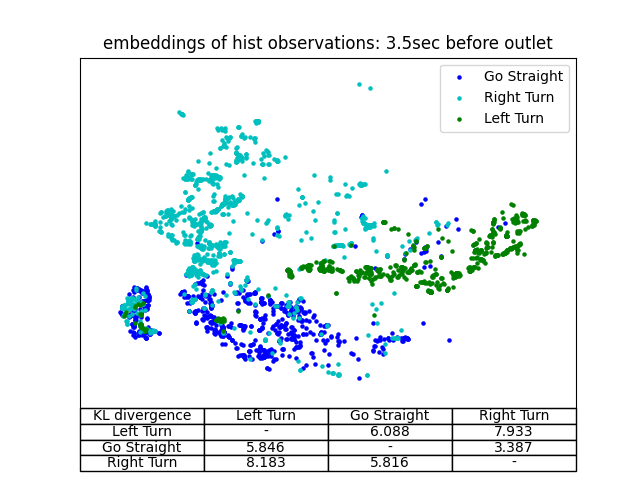 embeddings of hist observations: 3.5sec before outlet
Go Straight
Right Turn
Left Turn
KL divergence Left Turn Go Straight Right Turn
Left Turn - 6.088 7.933
Go Straight 5.846 - 3.387
Right Turn 8.183 5.816 -